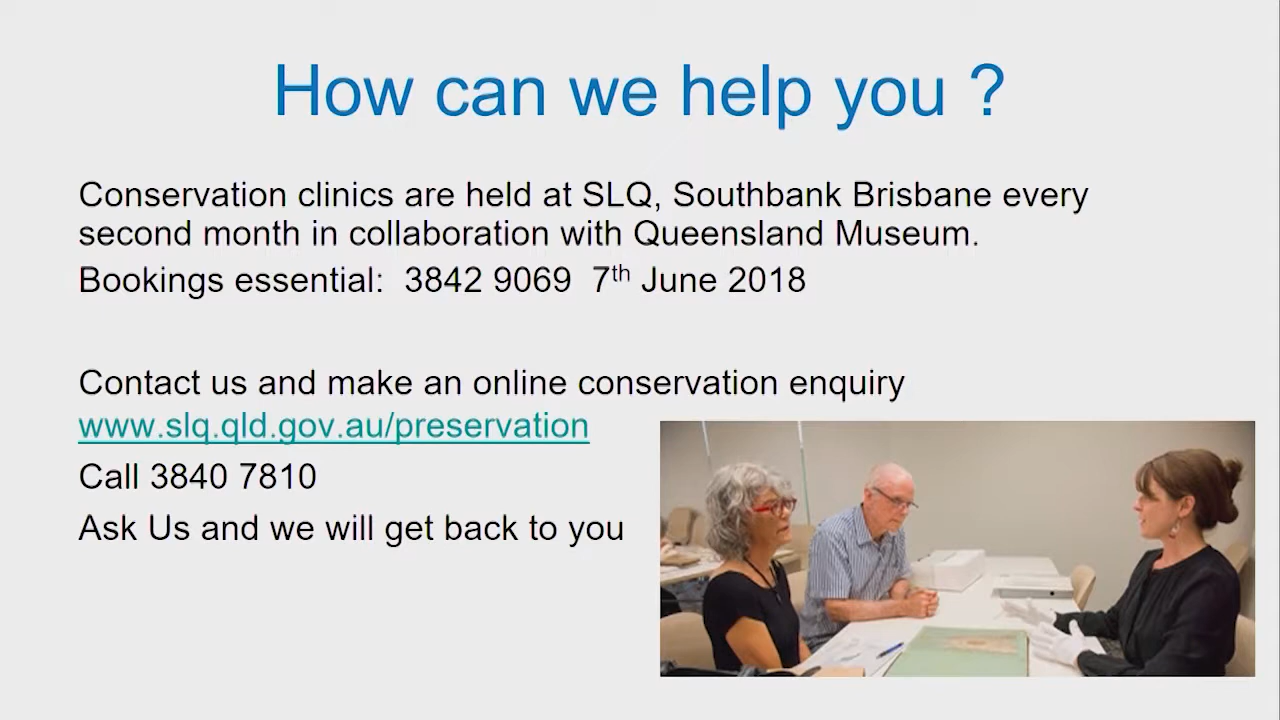 How can we help you ?
Conservation clinics are held at SLQ, Southbank Brisbane every
second month in collaboration with Queensland Museum.
Bookings essential:  3842 9069  7th June 2018
Contact us and make an online conservation enquiry
www.slq.qld.gov.au/preservation
Call 3840 7810
Ask Us and we will get back to you